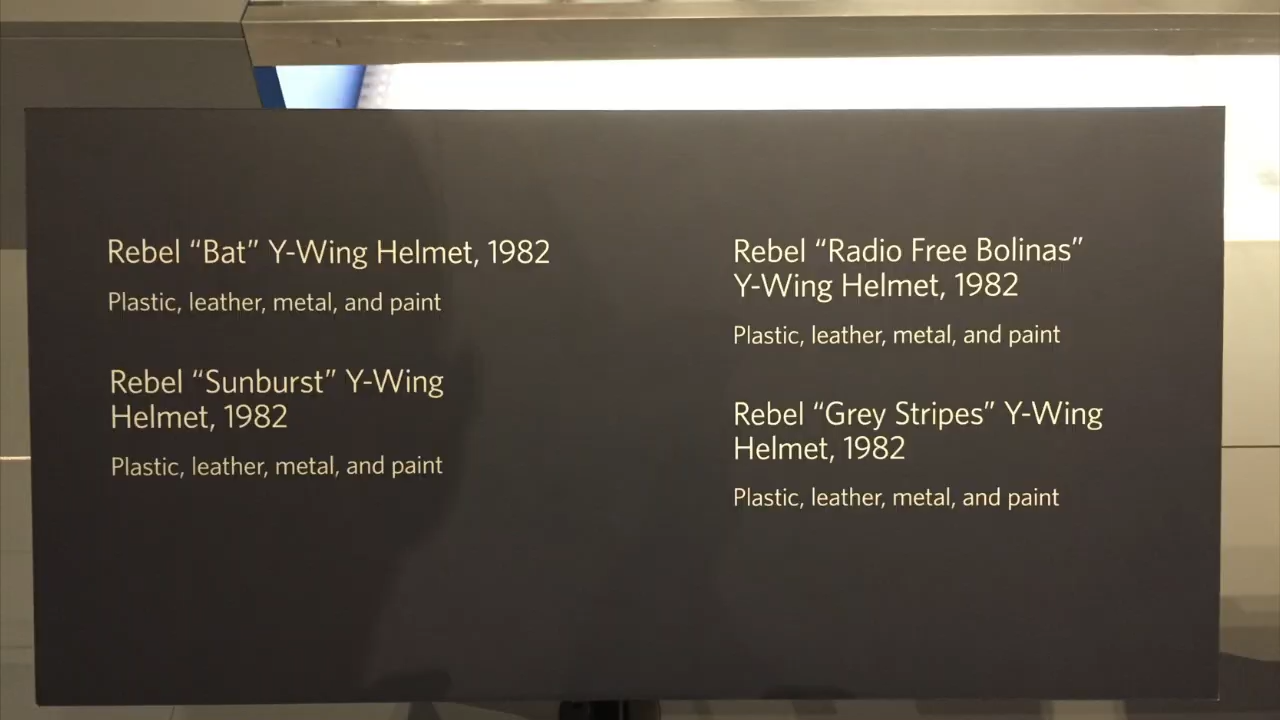 Rebel “Bat” Y-Wing Helmet, 1982
Plastic, leather, metal, and paint
Rebel “Sunburst” Y-Wing
Helmet, 1982
Plastic, leather, metal, and paint
Rebel “Radio Free Bolinas”
Y-Wing Helmet, 1982
Plastic, leather, metal, and paint
Rebel “Grey Stripes” Y-Wing
Helmet, 1982
Plastic, leather, metal, and paint